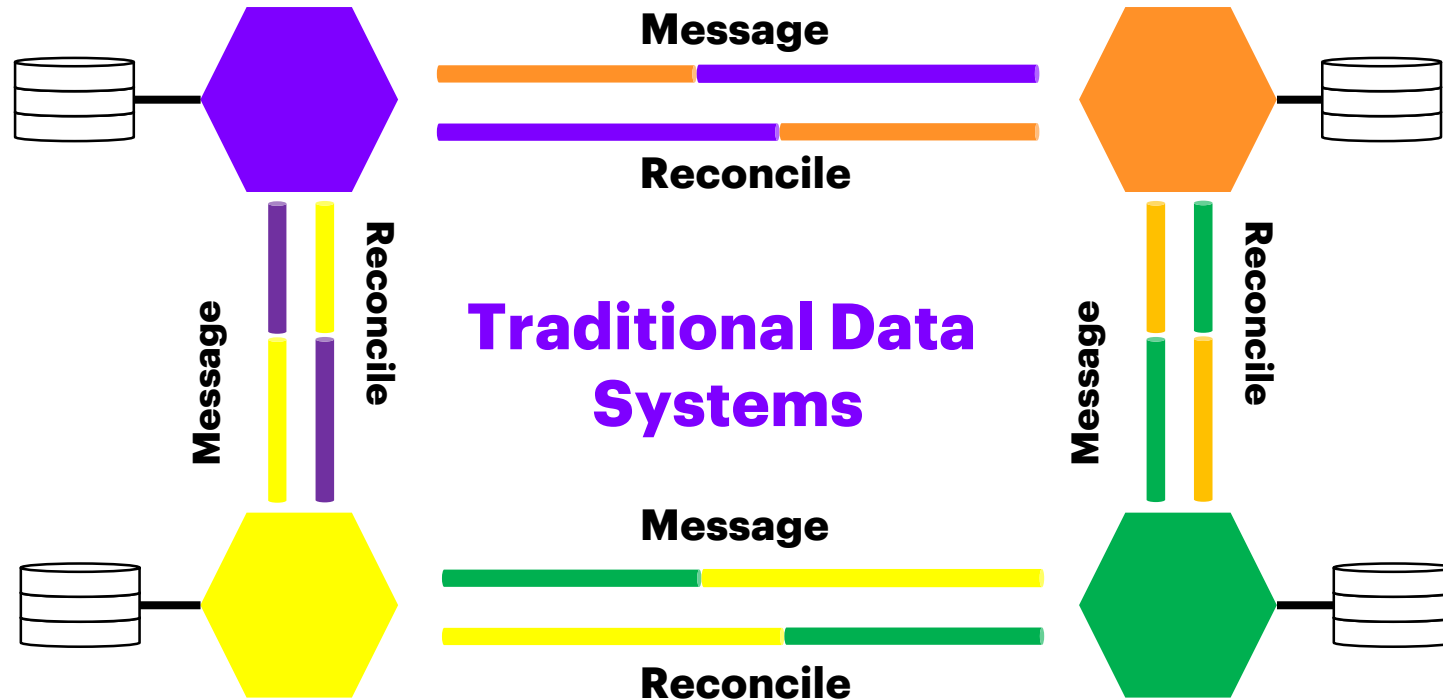 Message
Reconcile
Message
Reconcile
Traditional Data
Systems
Message
Reconcile
Message
Reconcile